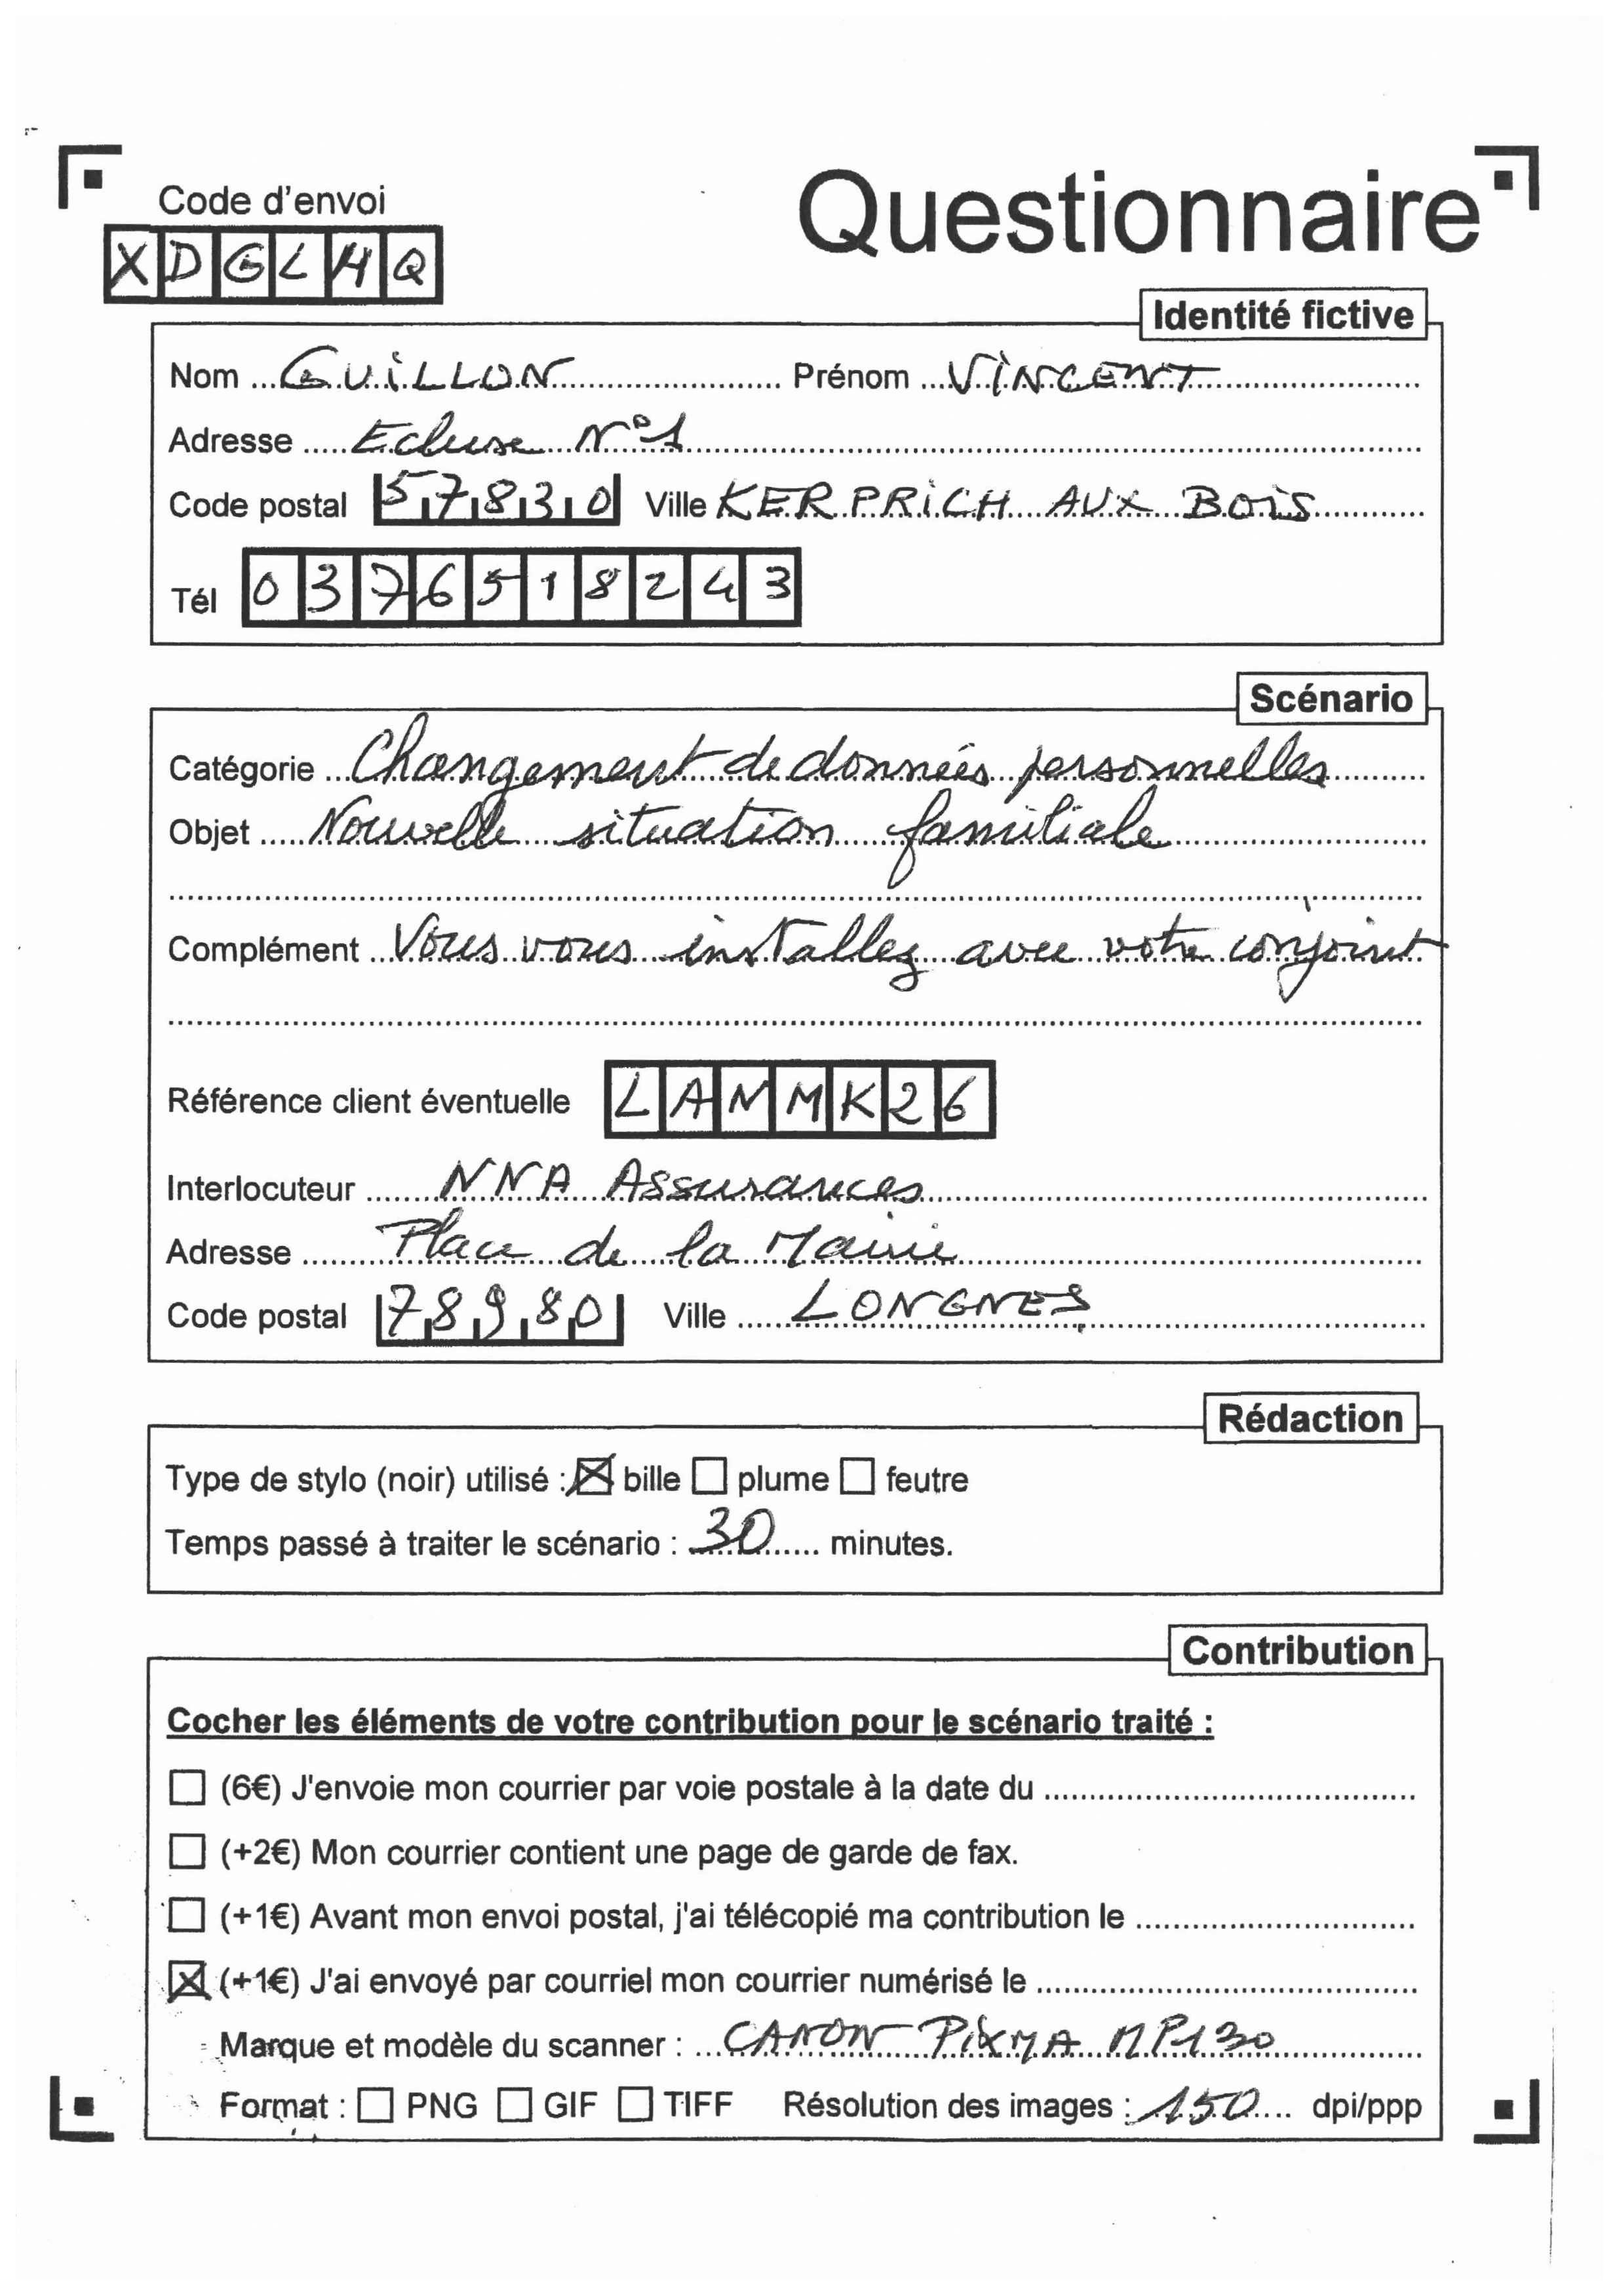 Code d'envoi
Questionnaire
XDGLHQ
Identité fictive
Nom GUILLON Prénom VINCENT
Adresse Ecluse N°1
Code postal 57830 Ville KERPRICH AUX BOIS
Tél 0376518243
Scénario
Catégorie Changement de données personnelles
Objet Nouvelle situation familiale
Complément Vous vous installez avec votre conjoint
Référence client éventuelle LANMK26
Interlocuteur NNA Assurances
Adresse Place de la Mairie
Code postal 78980 Ville LONGNES
Rédaction
Type de stylo (noir) utilisé : ☒ bille ☐ plume ☐ feutre
Temps passé à traiter le scénario : 30 minutes.
Contribution
Cocher les éléments de votre contribution pour le scénario traité :
☐ (6€) J'envoie mon courrier par voie postale à la date du
☐ (+2€) Mon courrier contient une page de garde de fax.
☐ (+1€) Avant mon envoi postal, j'ai télécopié ma contribution le
☒ (+1€) J'ai envoyé par courriel mon courrier numérisé le
Marque et modèle du scanner : CANON PIXMA MP130
Format : ☐ PNG ☐ GIF ☐ TIFF Résolution des images : 150 dpi/ppp